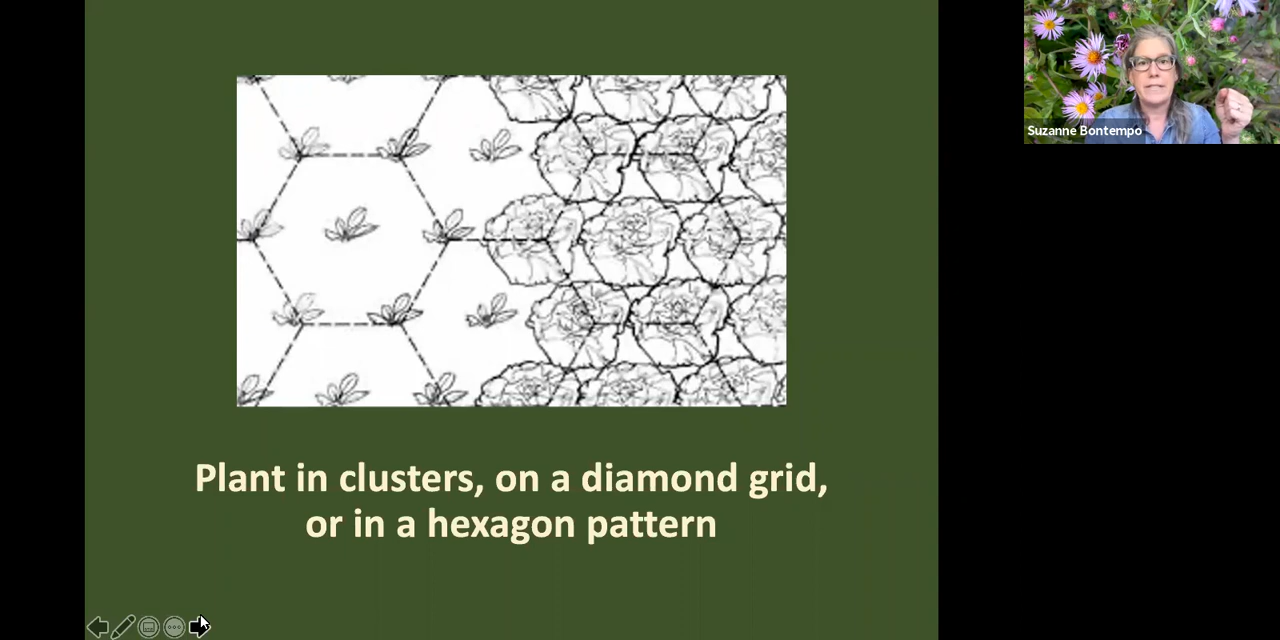 Suzanne Bontempo
Plant in clusters, on a diamond grid,
or in a hexagon pattern